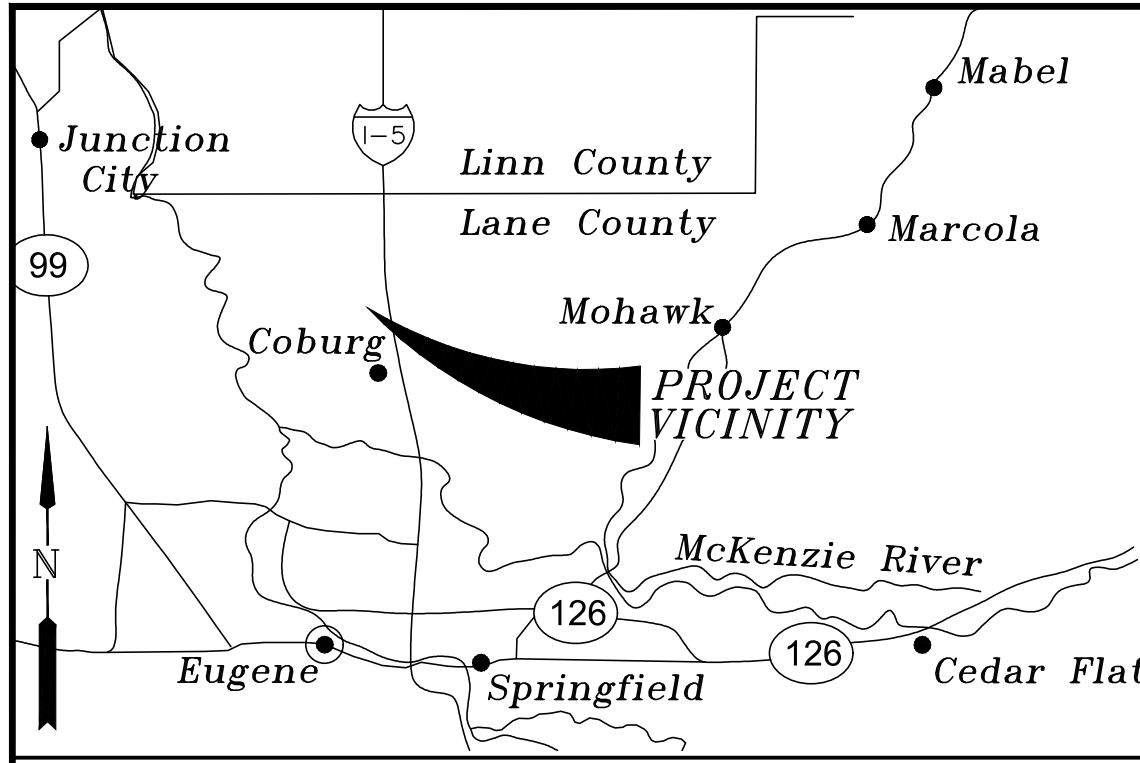 Mabel
Junction
City
I-5
Linn County
Lane County
Marcola
99
Mohawk
Coburg
PROJECT
VICINITY
N
McKenzie River
126
126
Eugene
Springfield
Cedar Flat